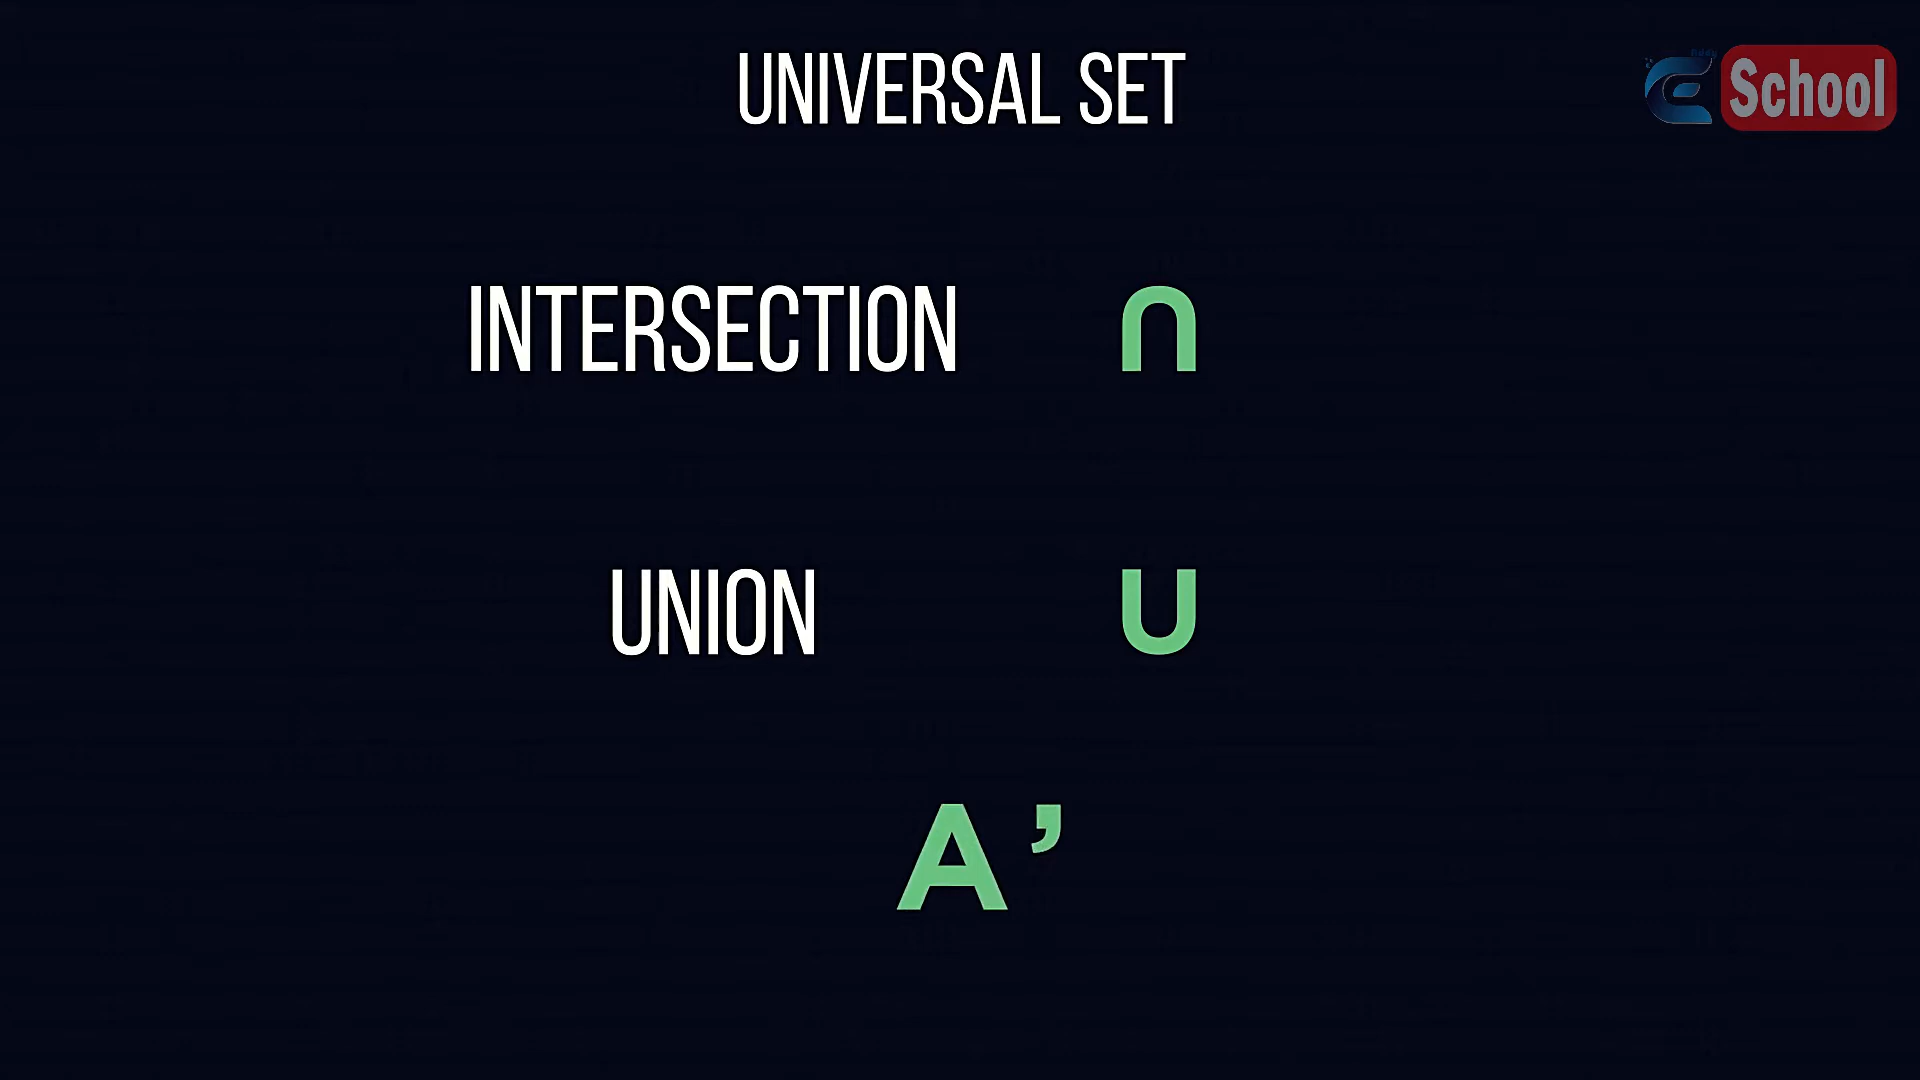 UNIVERSAL SET
School
INTERSECTION ∩
UNION ∪
A’